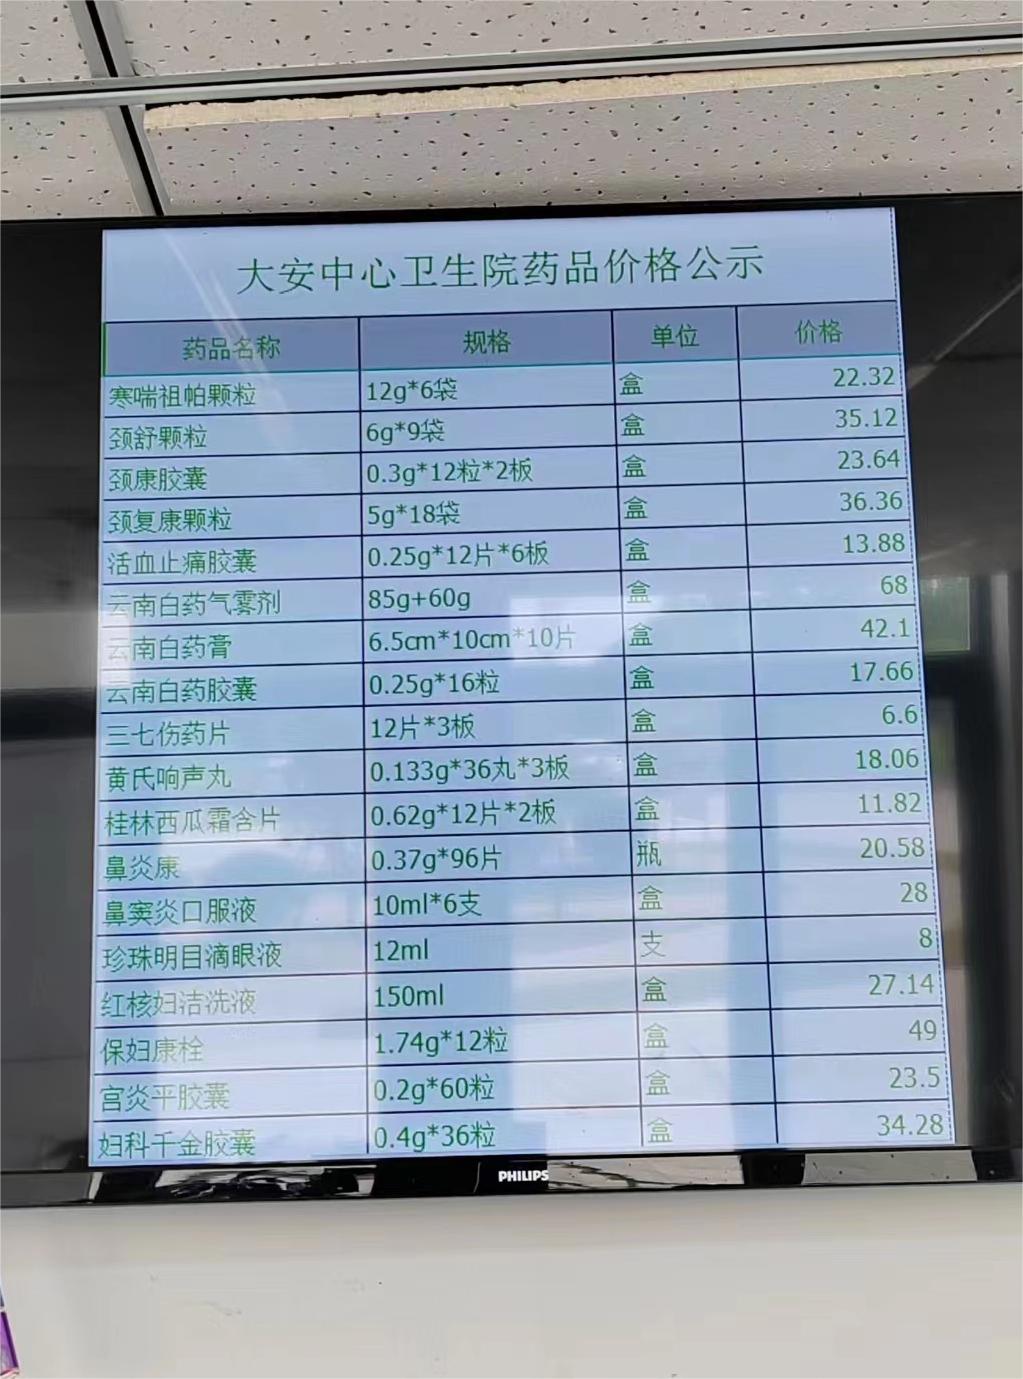 大安中心卫生院药品价格公示
药品名称 规格 单位 价格
寒喘祖帕颗粒 12g*6袋 盒 22.32
颈舒颗粒 6g*9袋 盒 35.12
颈康胶囊 0.3g*12粒*2板 盒 23.64
颈复康颗粒 5g*18袋 盒 36.36
活血止痛胶囊 0.25g*12片*6板 盒 13.88
云南白药气雾剂 85g+60g 盒 68
云南白药膏 6.5cm*10cm*10片 盒 42.1
云南白药胶囊 0.25g*16粒 盒 17.66
三七伤药片 12片*3板 盒 6.6
黄氏响声丸 0.133g*36丸*3板 盒 18.06
桂林西瓜霜含片 0.62g*12片*2板 盒 11.82
鼻炎康 0.37g*96片 瓶 20.58
鼻窦炎口服液 10ml*6支 盒 28
珍珠明目滴眼液 12ml 支 8
红核妇洁洗液 150ml 盒 27.14
保妇康栓 1.74g*12粒 盒 49
宫炎平胶囊 0.2g*60粒 盒 23.5
妇科千金胶囊 0.4g*36粒 盒 34.28
PHILIPS